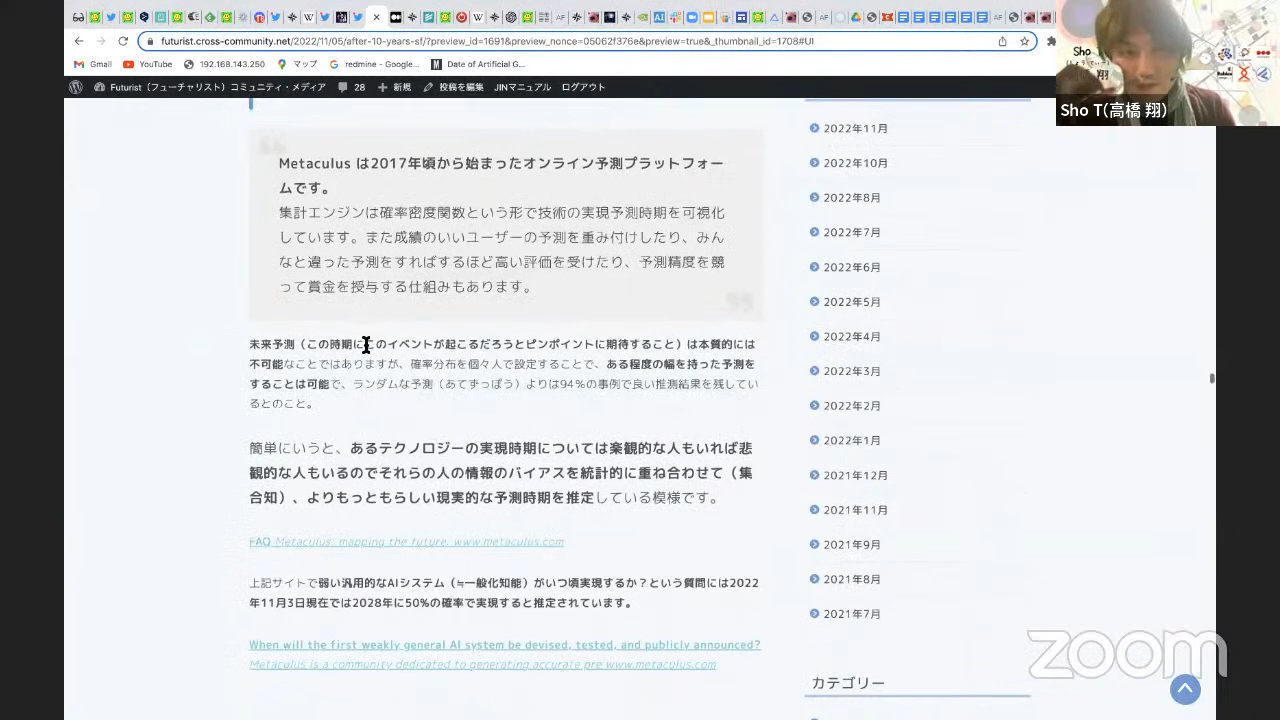 futurist.cross-community.net/2022/11/05/after-10-years-sf/?preview_id=1691&preview_nonce=05062f376e&preview=true&_thumbnail_id=1708#UI
Gmail YouTube 192.168.143.250 マップ redmine - Google... Date of Artificial G...
Futurist（フューチャリスト）コミュニティ・メディア 28 新規 投稿を編集 JINマニュアル ログアウト
Sho T(高橋 翔)
Metaculus は2017年頃から始まったオンライン予測プラットフォー
ムです。
集計エンジンは確率密度関数という形で技術の実現予測時期を可視化
しています。また成績のいいユーザーの予測を重み付けしたり、みん
なと違った予測をすればするほど高い評価を受けたり、予測精度を競
って賞金を授与する仕組みもあります。
未来予測（この時期にこのイベントが起こるだろうとピンポイントに期待すること）は本質的には
不可能なことではありますが、確率分布を個々人で設定することで、ある程度の幅を持った予測を
することは可能で、ランダムな予測（あてずっぽう）よりは94％の事例で良い推測結果を残してい
るとのこと。
簡単にいうと、あるテクノロジーの実現時期については楽観的な人もいれば悲
観的な人もいるのでそれらの人の情報のバイアスを統計的に重ね合わせて（集
合知）、よりもっともらしい現実的な予測時期を推定している模様です。
FAQ Metaculus: mapping the future. www.metaculus.com
上記サイトで弱い汎用的なAIシステム（≒一般化知能）がいつ頃実現するか？という質問には2022
年11月3日現在では2028年に50%の確率で実現すると推定されています。
When will the first weakly general AI system be devised, tested, and publicly announced?
Metaculus is a community dedicated to generating accurate pre www.metaculus.com
2022年11月
2022年10月
2022年8月
2022年7月
2022年6月
2022年5月
2022年4月
2022年3月
2022年2月
2022年1月
2021年12月
2021年11月
2021年9月
2021年8月
2021年7月
カテゴリー
zoom